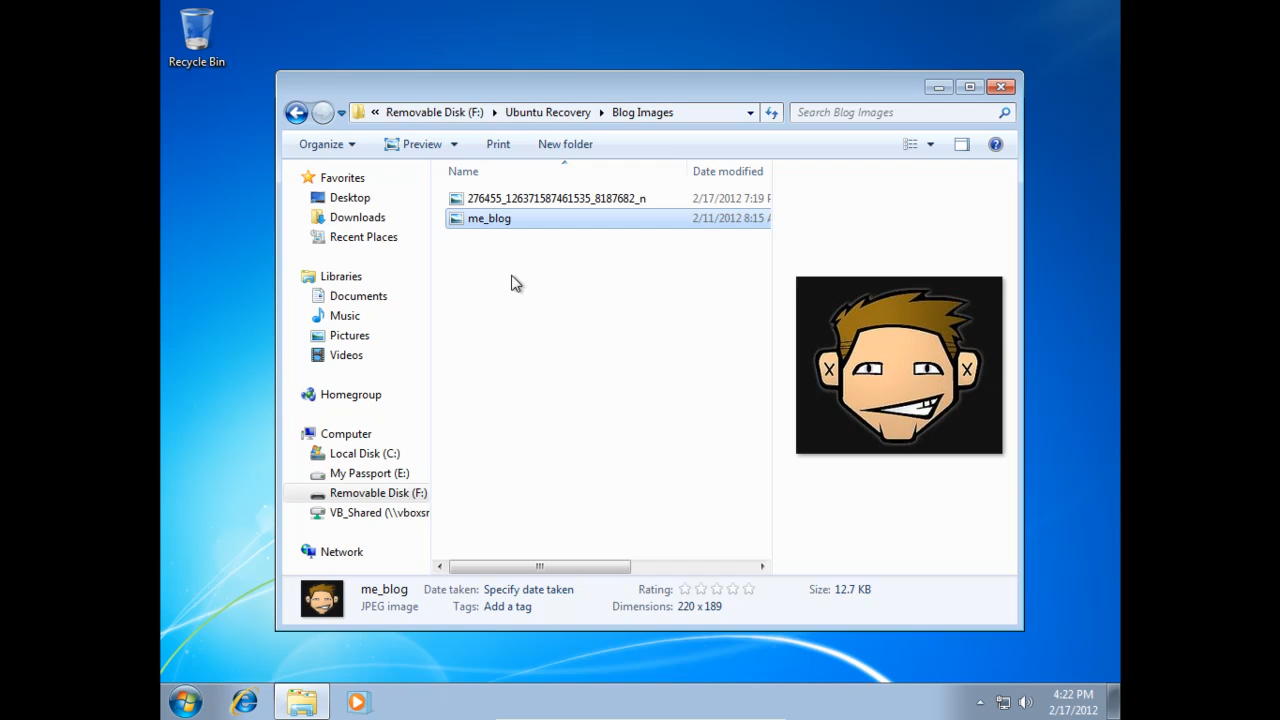 Recycle Bin
Removable Disk (F:) Ubuntu Recovery Blog Images
Search Blog Images
Organize Preview Print New folder
Name Date modified
276455_126371587461535_8187682_n 2/17/2012 7:19
me_blog 2/11/2012 8:15
Favorites
Desktop
Downloads
Recent Places
Libraries
Documents
Music
Pictures
Videos
Homegroup
Computer
Local Disk (C:)
My Passport (E:)
Removable Disk (F:)
VB_Shared (\\vboxsr
Network
me_blog Date taken: Specify date taken Rating: Size: 12.7 KB
JPEG image Tags: Add a tag Dimensions: 220 x 189
4:22 PM
2/17/2012